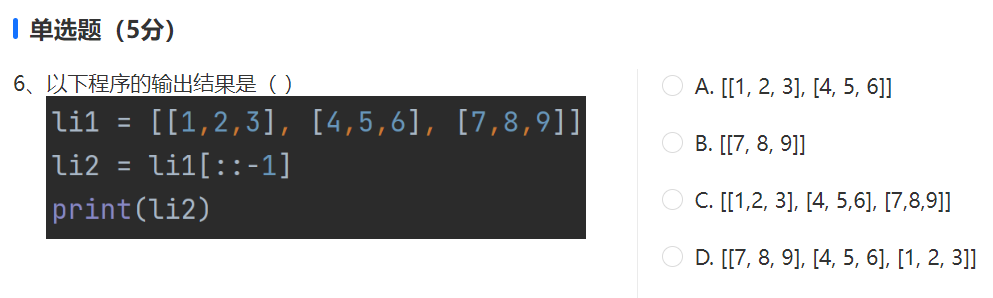 单选题（5分）
6、以下程序的输出结果是（ ）
li1 = [[1,2,3], [4,5,6], [7,8,9]]
li2 = li1[::-1]
print(li2)
A. [[1, 2, 3], [4, 5, 6]]
B. [[7, 8, 9]]
C. [[1,2, 3], [4, 5,6], [7,8,9]]
D. [[7, 8, 9], [4, 5, 6], [1, 2, 3]]